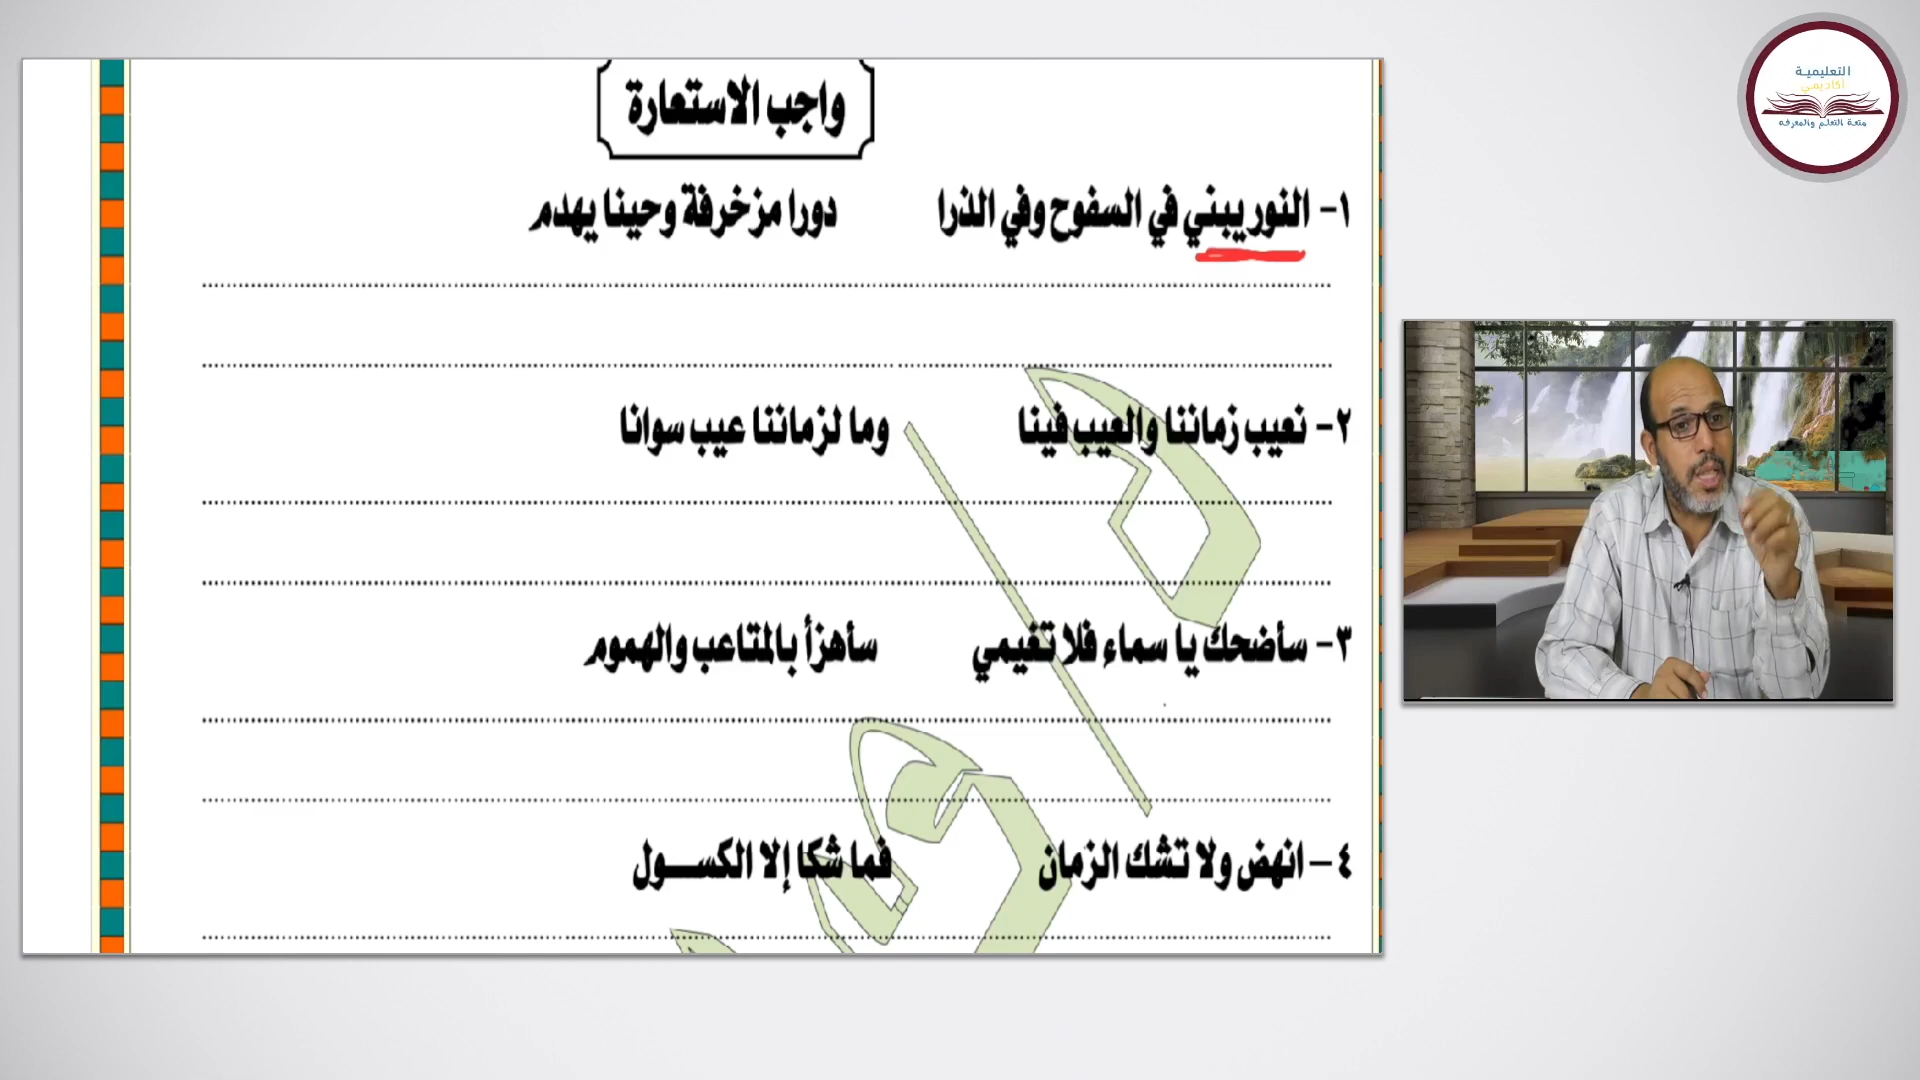 واجب الاستعارة
١- النور يبني في السفوح وفي الذرا دورا مزخرفة وحينا يهدم
٢- نعيب زماننا والعيب فينا وما لزماننا عيب سوانا
٣- سأضحك يا سماء فلا تغيمي سأهزأ بالمتاعب والهموم
٤- انهض ولا تشك الزمان فما شكا إلا الكسـول
التعليمية
أكاديمي
متعة التعلم والمعرفه